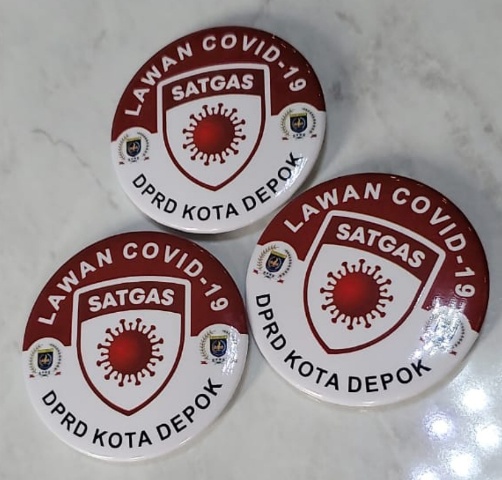 LAWAN COVID-19
SATGAS
DPRD KOTA DEPOK
LAWAN COVID-19
SATGAS
DPRD KOTA DEPOK
LAWAN COVID-19
SATGAS
DPRD KOTA DEPOK